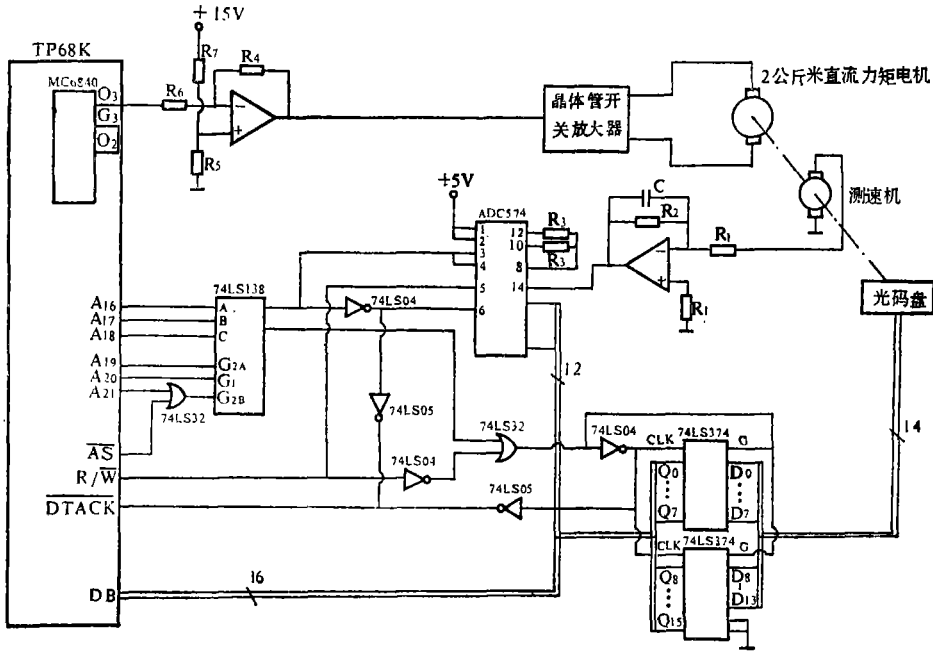 +15V
TP68K
MC6840
O3
G3
O2
R7
R4
R6
R5
−
+
晶体管开
关放大器
2公斤米直流力矩电机
测速机
光码盘
+5V
ADC574
1
2
3
4
5
6
12
10
8
14
R3
R3
C
R2
R1
−
+
R1
74LS138
A
B
C
G2A
G1
G2B
74LS04
A16
A17
A18
A19
A20
A21
74LS32
AS
R/W
DTACK
DB
16
74LS05
74LS04
74LS32
74LS05
12
74LS04
CLK
74LS374
G
Q0
Q7
D0
D7
14
CLK
74LS374
G
Q8
Q15
D8
D13